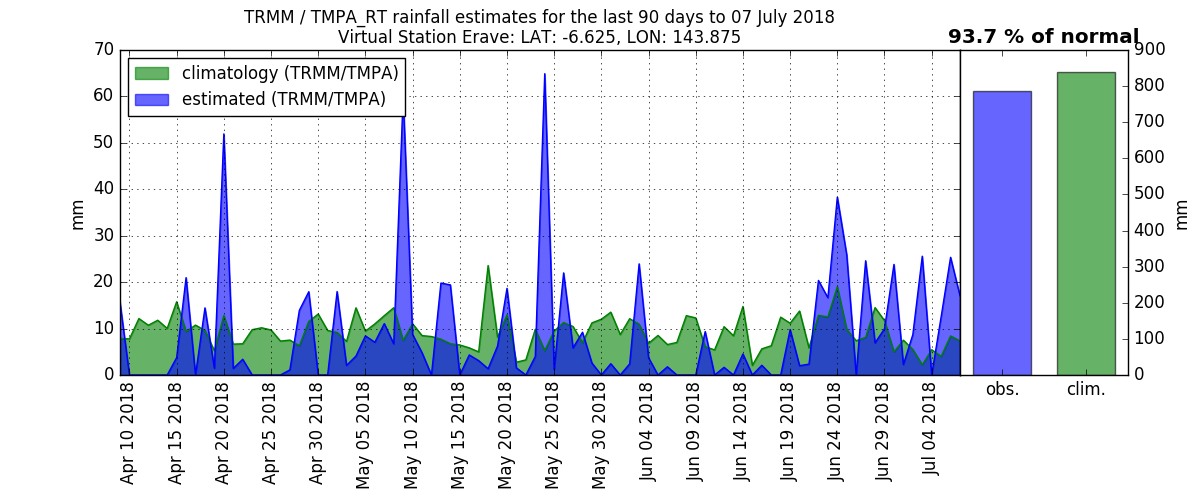 TRMM / TMPA_RT rainfall estimates for the last 90 days to 07 July 2018
Virtual Station Erave: LAT: -6.625, LON: 143.875
93.7 % of normal
climatology (TRMM/TMPA)
estimated (TRMM/TMPA)
70
60
50
40
30
20
10
0
mm
Apr 10 2018
Apr 15 2018
Apr 20 2018
Apr 25 2018
Apr 30 2018
May 05 2018
May 10 2018
May 15 2018
May 20 2018
May 25 2018
May 30 2018
Jun 04 2018
Jun 09 2018
Jun 14 2018
Jun 19 2018
Jun 24 2018
Jun 29 2018
Jul 04 2018
obs.
clim.
900
800
700
600
500
400
300
200
100
0
mm